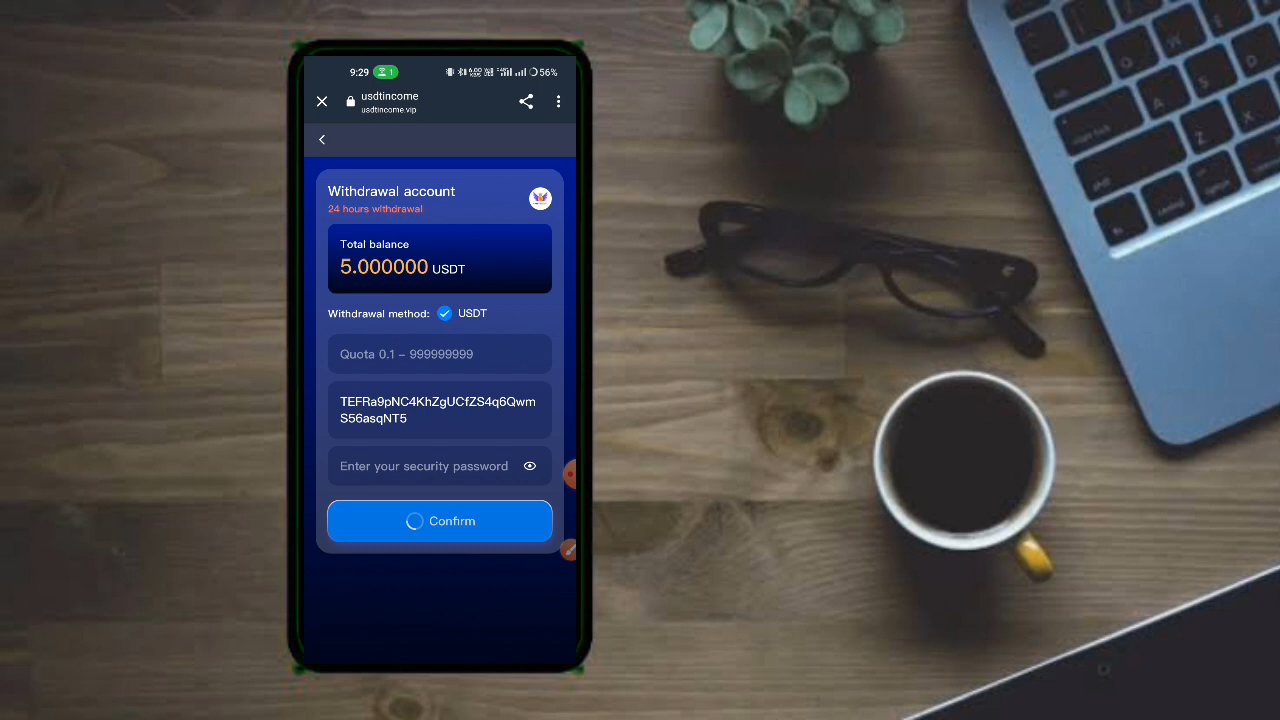 9:29 1 56%
usdtincome
usdtincome.vip
Withdrawal account
24 hours withdrawal
Total balance
5.000000 USDT
Withdrawal method: USDT
Quota 0.1 - 999999999
TEFRa9pNC4KhZgUCfZS4q6Qwm
S56asqNT5
Enter your security password
Confirm